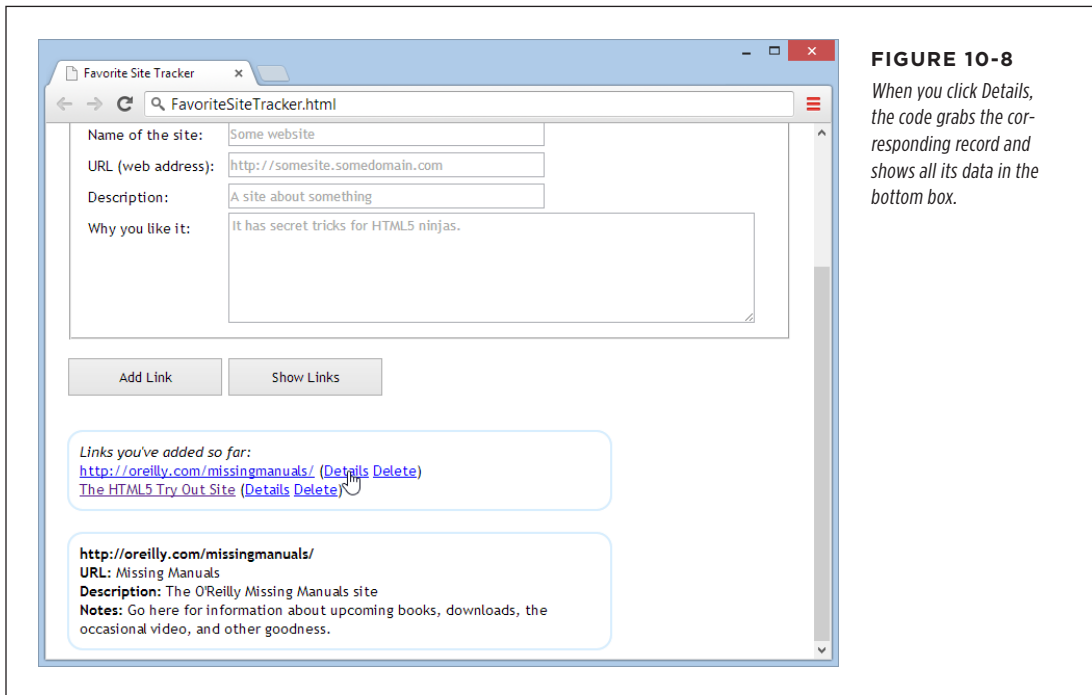 Favorite Site Tracker
FavoriteSiteTracker.html
Name of the site:
Some website
URL (web address):
http://somesite.somedomain.com
Description:
A site about something
Why you like it:
It has secret tricks for HTML5 ninjas.
Add Link
Show Links
Links you've added so far:
http://oreilly.com/missingmanuals/ (Details Delete)
The HTML5 Try Out Site (Details Delete)
http://oreilly.com/missingmanuals/
URL: Missing Manuals
Description: The O'Reilly Missing Manuals site
Notes: Go here for information about upcoming books, downloads, the
occasional video, and other goodness.
FIGURE 10-8
When you click Details,
the code grabs the cor-
responding record and
shows all its data in the
bottom box.